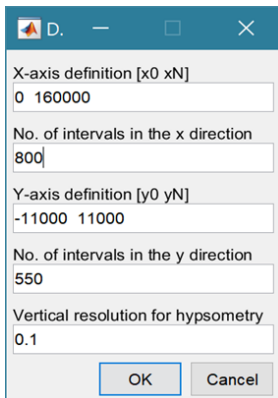 D.
X-axis definition [x0 xN]
0 160000
No. of intervals in the x direction
800
Y-axis definition [y0 yN]
-11000 11000
No. of intervals in the y direction
550
Vertical resolution for hypsometry
0.1
OK Cancel